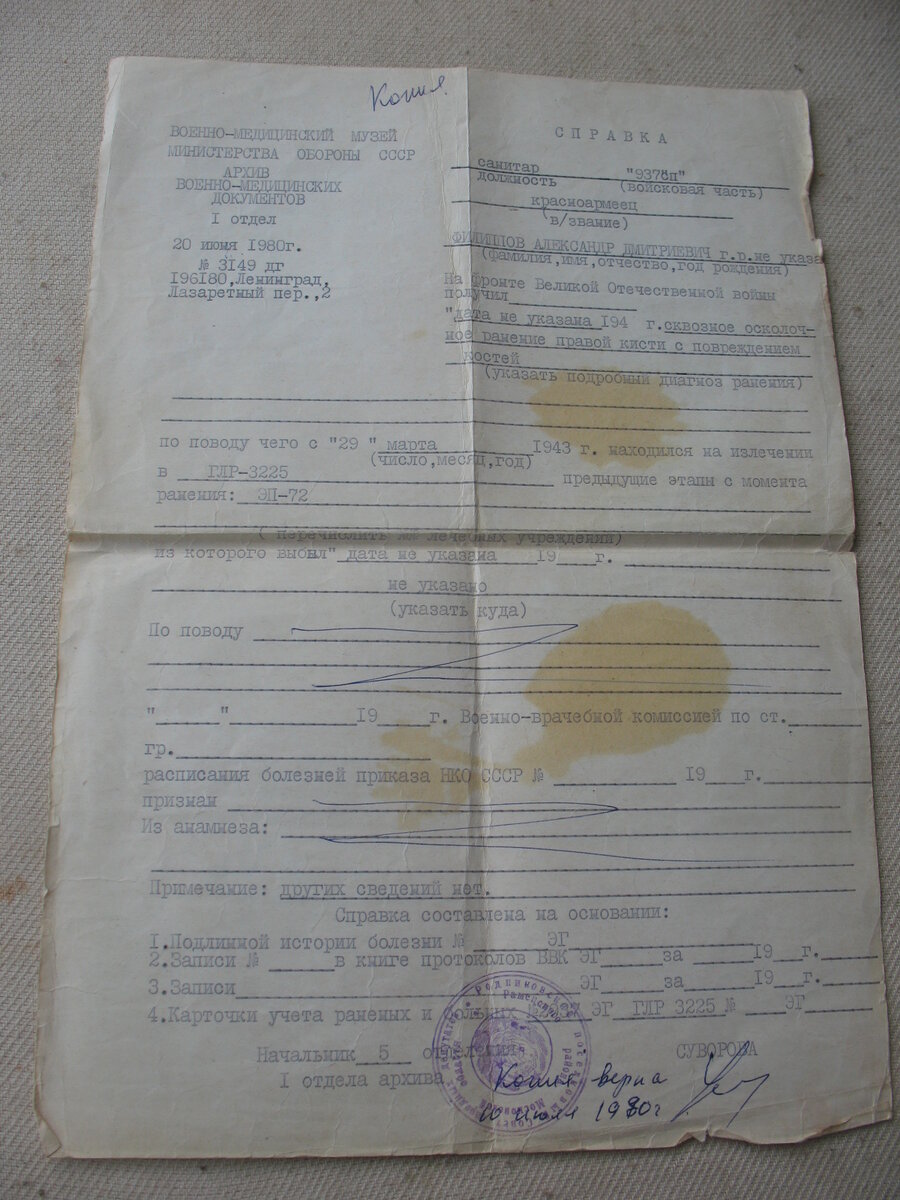 Копия.
ВОЕННО-МЕДИЦИНСКИЙ МУЗЕЙ
МИНИСТЕРСТВА ОБОРОНЫ СССР
АРХИВ
ВОЕННО-МЕДИЦИНСКИХ
ДОКУМЕНТОВ
I отдел
20 июня 1980г.
№ 3149 дг
196180,Ленинград,
Лазаретный пер.,2
СПРАВКА
санитар "9378п"
должность (войсковая часть)
красноармеец
(в/звание)
ФИЛИППОВ АЛЕКСАНДР ДМИТРИЕВИЧ г.р.не указа
(фамилия,имя,отчество,год рождения)
На фронте Великой Отечественной войны
получил
"дата не указана 194 г.сквозное осколоч-
ное ранение правой кисти с повреждением
костей
(указать подробный диагноз ранения)
по поводу чего с "29 " марта 1943 г. находился на излечении
(число,месяц,год)
в ГЛР-3225 предыдущие этапы с момента
ранения: ЭП-72
( перечислить лечебных учреждений)
из которого выбыл" дата не указана 19 г.
не указано
(указать куда)
По поводу
" " 19 г. Военно-врачебной комиссией по ст.
гр.
расписания болезней приказа НКО СССР № 19 г.
признан
Из анамнеза:
Примечание: других сведений нет.
Справка составлена на основании:
1.Подлинной истории болезни № ЭГ
2.Записи № в книге протоколов ВВК ЭГ за 19 г.
3.Записи ЭГ за 19 г.
4.Карточки учета раненых и больных ЭГ ГЛР 3225 № ЭГ
Начальник 5 отделения СУВОРОВА
I отдела архива
Копия верна
10 июля 1980г